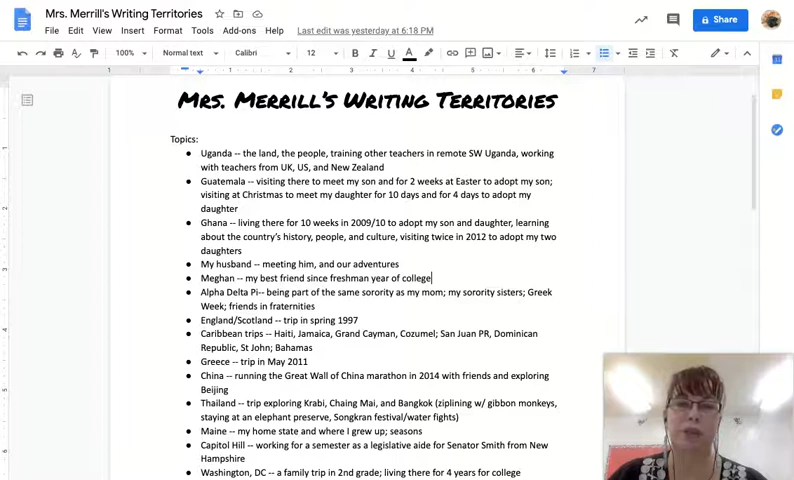 Mrs. Merrill's Writing Territories
File Edit View Insert Format Tools Add-ons Help Last edit was yesterday at 6:18 PM
Share
100% Normal text Calibri 12 B I U A
1 1 2 3 4 5 6 7
Mrs. Merrill's Writing Territories
Topics:
● Uganda -- the land, the people, training other teachers in remote SW Uganda, working
with teachers from UK, US, and New Zealand
● Guatemala -- visiting there to meet my son and for 2 weeks at Easter to adopt my son;
visiting at Christmas to meet my daughter for 10 days and for 4 days to adopt my
daughter
● Ghana -- living there for 10 weeks in 2009/10 to adopt my son and daughter, learning
about the country's history, people, and culture, visiting twice in 2012 to adopt my two
daughters
● My husband -- meeting him, and our adventures
● Meghan -- my best friend since freshman year of college
● Alpha Delta Pi-- being part of the same sorority as my mom; my sorority sisters; Greek
Week; friends in fraternities
● England/Scotland -- trip in spring 1997
● Caribbean trips -- Haiti, Jamaica, Grand Cayman, Cozumel; San Juan PR, Dominican
Republic, St John; Bahamas
● Greece -- trip in May 2011
● China -- running the Great Wall of China marathon in 2014 with friends and exploring
Beijing
● Thailand -- trip exploring Krabi, Chaing Mai, and Bangkok (ziplining w/ gibbon monkeys,
staying at an elephant preserve, Songkran festival/water fights)
● Maine -- my home state and where I grew up; seasons
● Capitol Hill -- working for a semester as a legislative aide for Senator Smith from New
Hampshire
● Washington, DC -- a family trip in 2nd grade; living there for 4 years for college